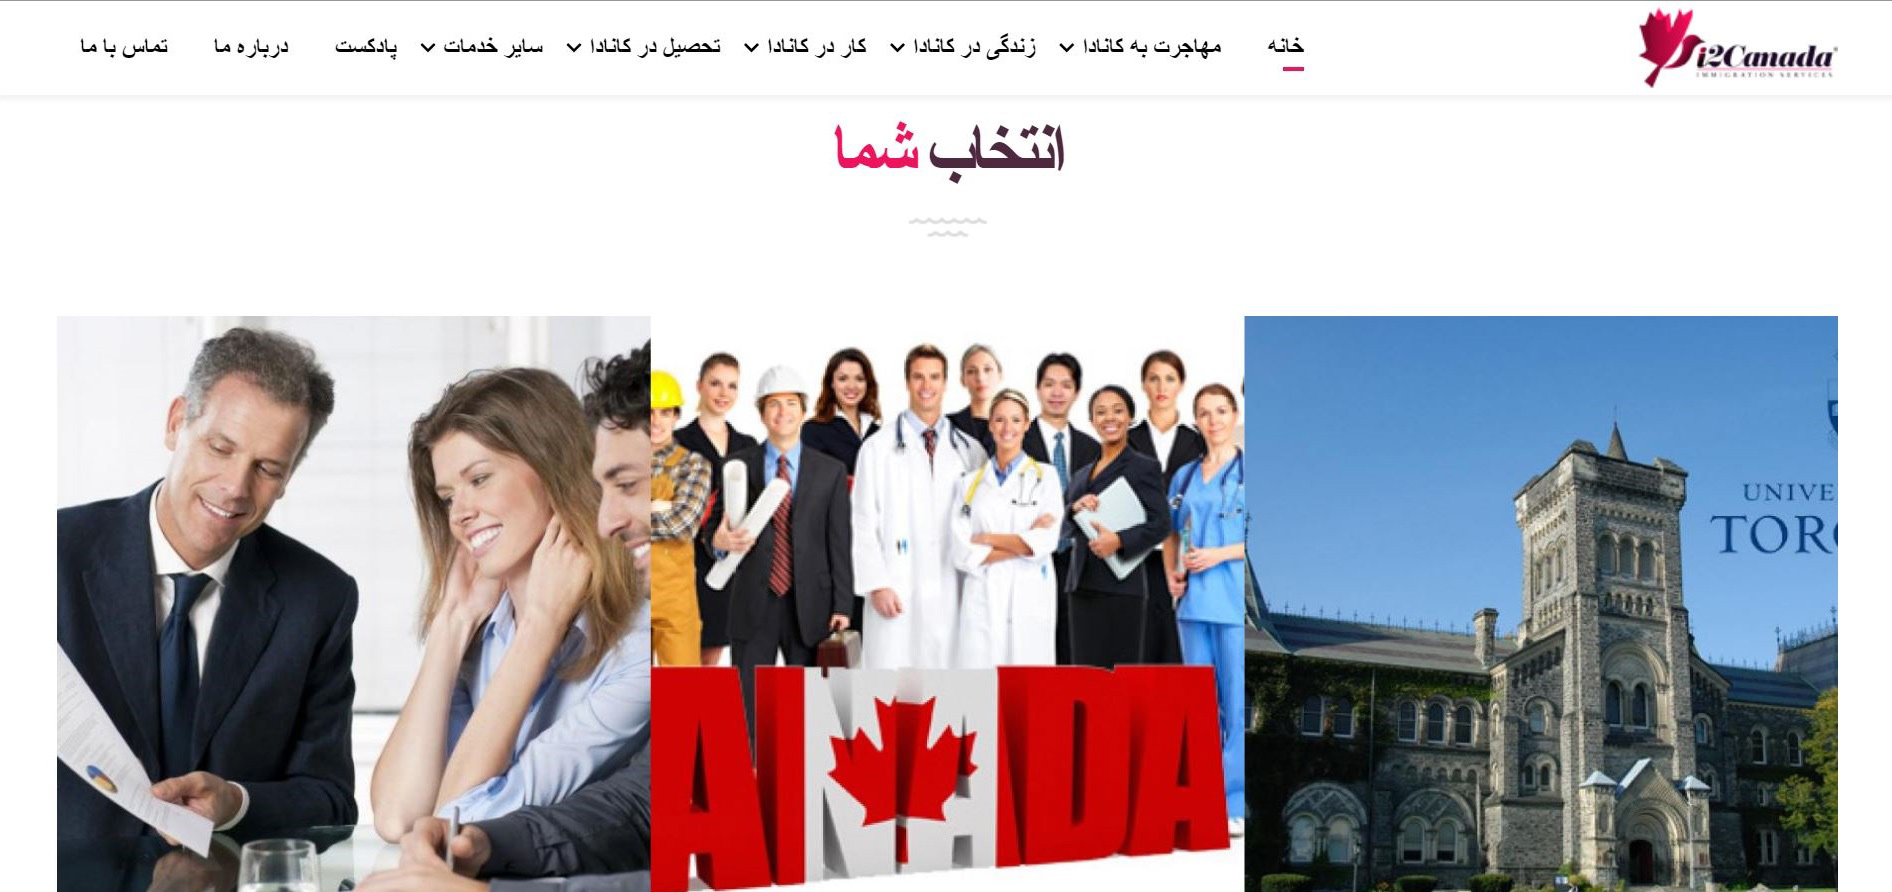 i2Canada
IMMIGRATION SERVICES
خانه
مهاجرت به کانادا
زندگی در کانادا
کار در کانادا
تحصیل در کانادا
سایر خدمات
پادکست
درباره ما
تماس با ما
انتخاب شما
UNIVE
TORO
ANADA